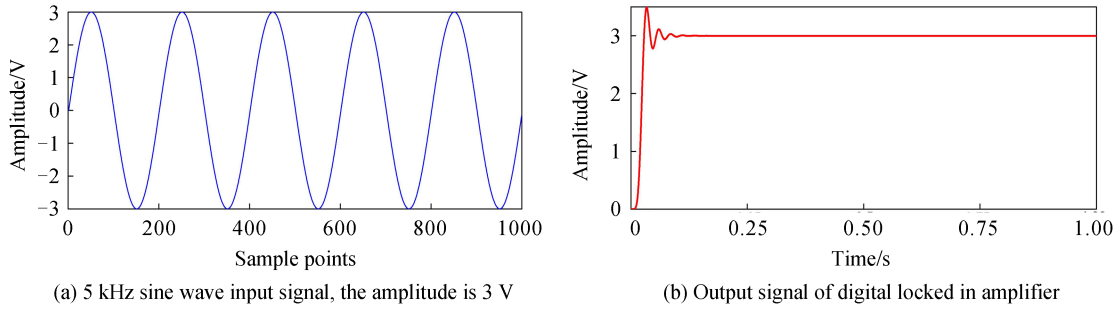 3
2
1
0
−1
−2
−3
Amplitude/V
0 200 400 600 800 1000
Sample points
(a) 5 kHz sine wave input signal, the amplitude is 3 V
3
2
1
0
Amplitude/V
0 0.25 0.50 0.75 1.00
Time/s
(b) Output signal of digital locked in amplifier